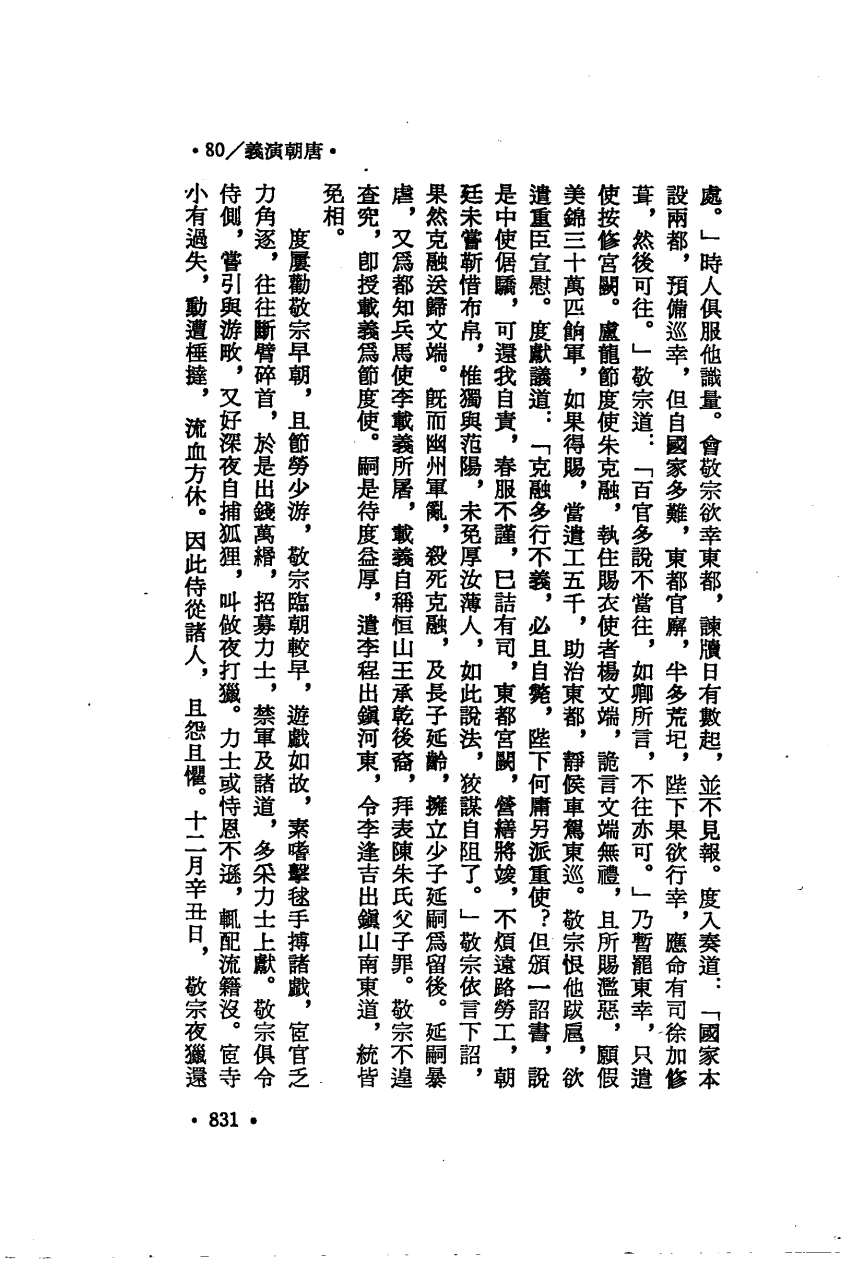 •80／義演朝唐•
處。」時人俱服他識量。會敬宗欲幸東都，諫牘日有數起，並不見報。度入奏道：「國家本
設兩都，預備巡幸，但自國家多難，東都官廨，半多荒圮，陛下果欲行幸，應命有司徐加修
葺，然後可往。」敬宗道：「百官多說不當往，如卿所言，不往亦可。」乃暫罷東幸，只遣
使按修宮闕。盧龍節度使朱克融，執住賜衣使者楊文端，詭言文端無禮，且所賜濫惡，願假
美錦三十萬匹餉軍，如果得賜，當遣工五千，助治東都，靜候車駕東巡。敬宗恨他跋扈，欲
遣重臣宣慰。度獻議道：「克融多行不義，必且自斃，陛下何庸另派重使？但頒一詔書，說
是中使倨驕，可還我自責，春服不謹，已詰有司，東都宮闕，營繕將竣，不煩遠路勞工，朝
廷未嘗靳惜布帛，惟獨與范陽，未免厚汝薄人，如此說法，狡謀自阻了。」敬宗依言下詔，
果然克融送歸文端。旣而幽州軍亂，殺死克融，及長子延齡，擁立少子延嗣爲留後。延嗣暴
虐，又爲都知兵馬使李載義所屠，載義自稱恒山王承乾後裔，拜表陳朱氏父子罪。敬宗不遑
查究，卽授載義爲節度使。嗣是待度益厚，遣李程出鎭河東，令李逢吉出鎭山南東道，統皆
免相。
度屢勸敬宗早朝，且節勞少游，敬宗臨朝較早，遊戲如故，素嗜擊毬手搏諸戲，宦官乏
力角逐，往往斷臂碎首，於是出錢萬緡，招募力士，禁軍及諸道，多采力士上獻。敬宗俱令
侍側，嘗引與游畋，又好深夜自捕狐狸，叫做夜打獵。力士或恃恩不遜，輒配流籍沒。宦寺
小有過失，動遭棰撻，流血方休。因此侍從諸人，且怨且懼。十二月辛丑日，敬宗夜獵還
•831•